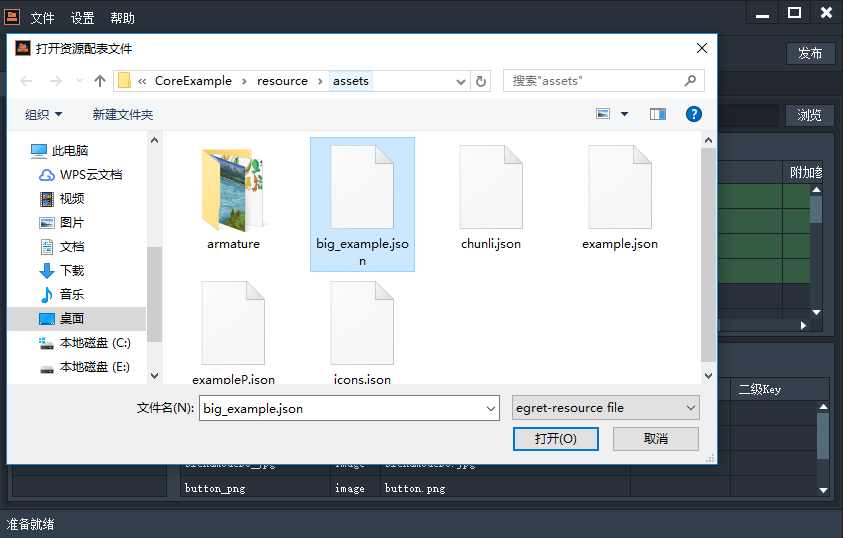 文件 设置 帮助
打开资源配表文件
发布
« CoreExample > resource > assets
搜索"assets"
浏览
组织 新建文件夹
此电脑
WPS云文档
视频
图片
文档
下载
音乐
桌面
本地磁盘 (C:)
本地磁盘 (E:)
armature
big_example.jso
n
chunli.json
example.json
exampleP.json
icons.json
附加参
文件名(N):
big_example.json
egret-resource file
打开(O)
取消
二级Key
image
button_png image button.png
准备就绪